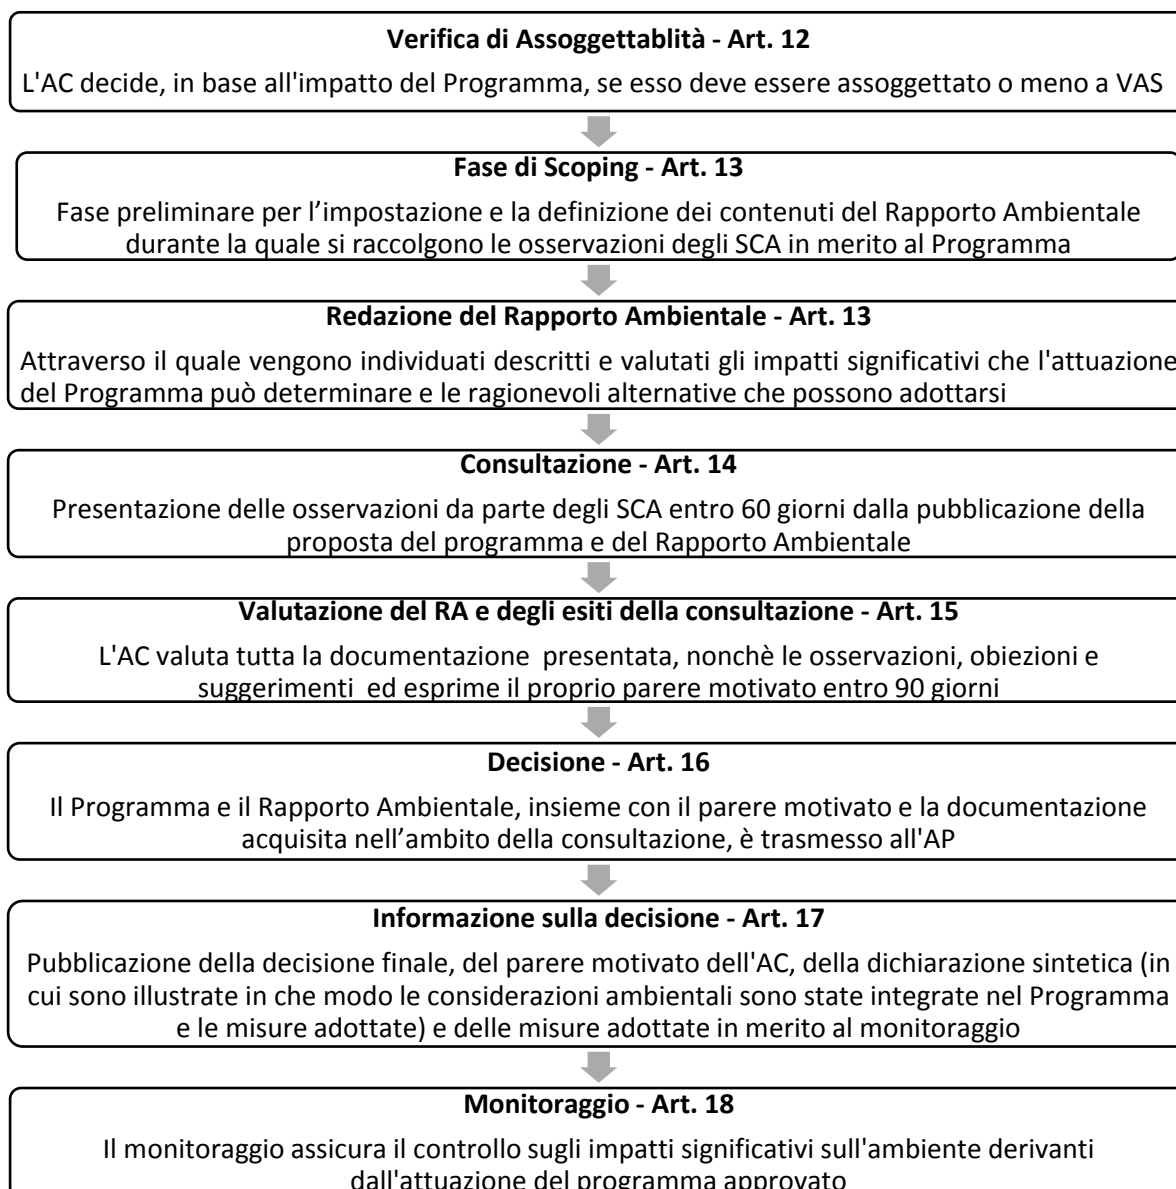 Verifica di Assoggettablità - Art. 12
L'AC decide, in base all'impatto del Programma, se esso deve essere assoggettato o meno a VAS
Fase di Scoping - Art. 13
Fase preliminare per l’impostazione e la definizione dei contenuti del Rapporto Ambientale
durante la quale si raccolgono le osservazioni degli SCA in merito al Programma
Redazione del Rapporto Ambientale - Art. 13
Attraverso il quale vengono individuati descritti e valutati gli impatti significativi che l'attuazione
del Programma può determinare e le ragionevoli alternative che possono adottarsi
Consultazione - Art. 14
Presentazione delle osservazioni da parte degli SCA entro 60 giorni dalla pubblicazione della
proposta del programma e del Rapporto Ambientale
Valutazione del RA e degli esiti della consultazione - Art. 15
L'AC valuta tutta la documentazione presentata, nonchè le osservazioni, obiezioni e
suggerimenti ed esprime il proprio parere motivato entro 90 giorni
Decisione - Art. 16
Il Programma e il Rapporto Ambientale, insieme con il parere motivato e la documentazione
acquisita nell’ambito della consultazione, è trasmesso all'AP
Informazione sulla decisione - Art. 17
Pubblicazione della decisione finale, del parere motivato dell'AC, della dichiarazione sintetica (in
cui sono illustrate in che modo le considerazioni ambientali sono state integrate nel Programma
e le misure adottate) e delle misure adottate in merito al monitoraggio
Monitoraggio - Art. 18
Il monitoraggio assicura il controllo sugli impatti significativi sull'ambiente derivanti
dall'attuazione del programma approvato